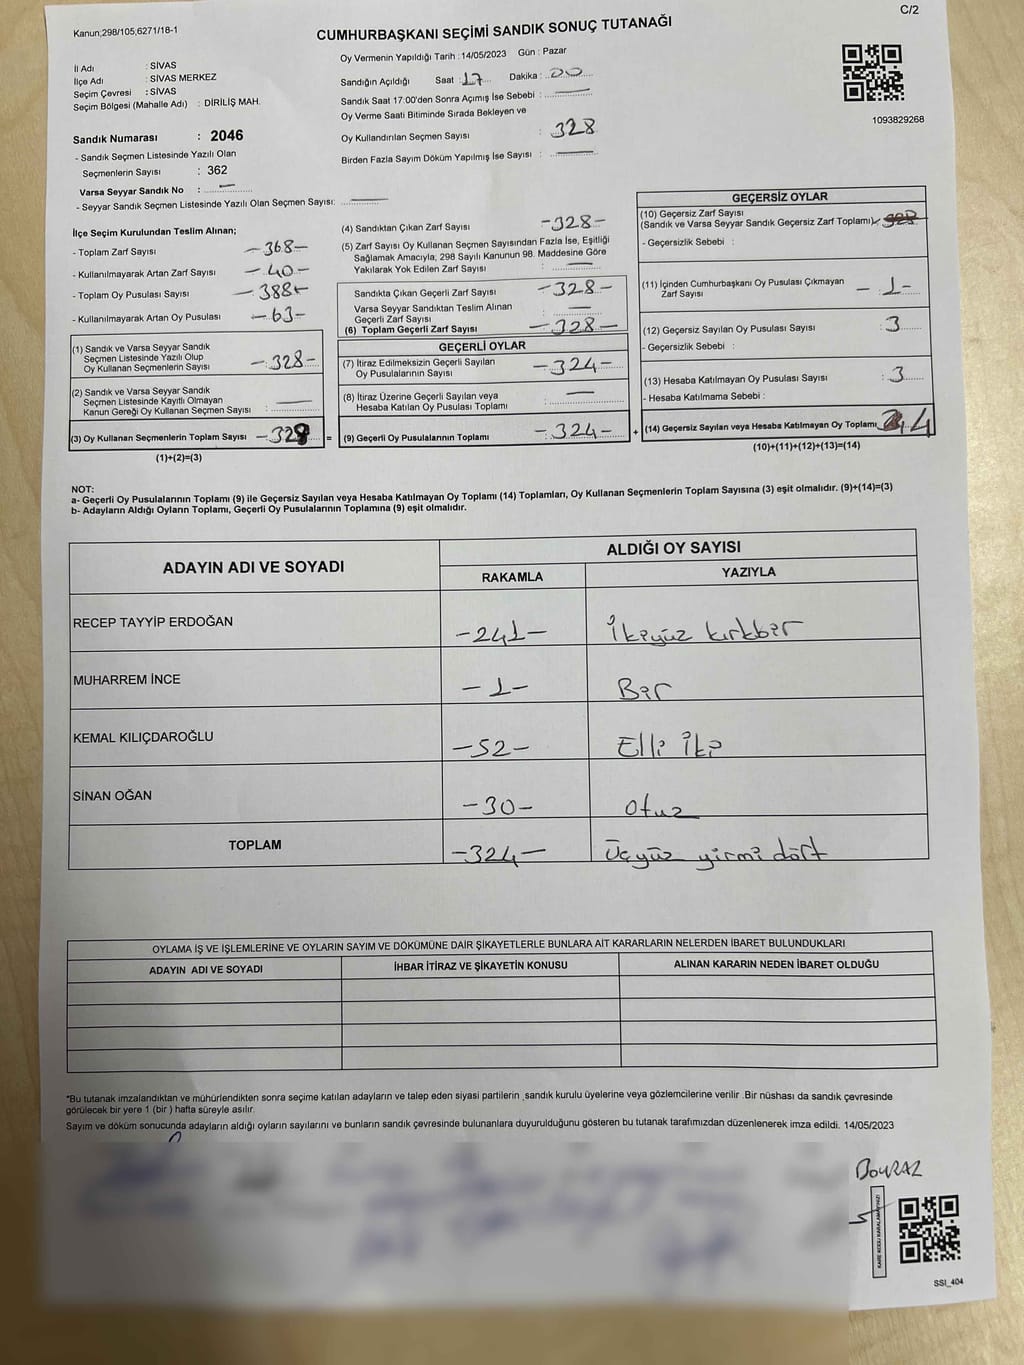 C/2
Kanun;298/105,6271/18-1
CUMHURBAŞKANI SEÇİMİ SANDIK SONUÇ TUTANAĞI
İl Adı : SİVAS
İlçe Adı : SİVAS MERKEZ
Seçim Çevresi : SİVAS
Seçim Bölgesi (Mahalle Adı) : DİRİLİŞ MAH.
Sandık Numarası : 2046
- Sandık Seçmen Listesinde Yazılı Olan
Seçmenlerin Sayısı : 362
Varsa Seyyar Sandık No : —
- Seyyar Sandık Seçmen Listesinde Yazılı Olan Seçmen Sayısı: —
Oy Vermenin Yapıldığı Tarih : 14/05/2023 Gün : Pazar
Sandığın Açıldığı Saat : 17 Dakika : 00
Sandık Saat 17:00'den Sonra Açımış İse Sebebi : —
Oy Verme Saati Bitiminde Sırada Bekleyen ve
Oy Kullandırılan Seçmen Sayısı : 328
Birden Fazla Sayım Döküm Yapılmış İse Sayısı : —
1093829268
İlçe Seçim Kurulundan Teslim Alınan;
- Toplam Zarf Sayısı —368—
- Kullanılmayarak Artan Zarf Sayısı —40—
- Toplam Oy Pusulası Sayısı —388—
- Kullanılmayarak Artan Oy Pusulası —63—
(1) Sandık ve Varsa Seyyar Sandık
Seçmen Listesinde Yazılı Olup
Oy Kullanan Seçmenlerin Sayısı —328—
(2) Sandık ve Varsa Seyyar Sandık
Seçmen Listesinde Kayıtlı Olmayan
Kanun Gereği Oy Kullanan Seçmen Sayısı : —
(3) Oy Kullanan Seçmenlerin Toplam Sayısı —328 =
(1)+(2)=(3)
(4) Sandıktan Çıkan Zarf Sayısı —328—
(5) Zarf Sayısı Oy Kullanan Seçmen Sayısından Fazla İse, Eşitliği
Sağlamak Amacıyla, 298 Sayılı Kanunun 98. Maddesine Göre
Yakılarak Yok Edilen Zarf Sayısı : —
Sandıkta Çıkan Geçerli Zarf Sayısı —328—
Varsa Seyyar Sandıktan Teslim Alınan
Geçerli Zarf Sayısı : —
(6) Toplam Geçerli Zarf Sayısı —328—
GEÇERLİ OYLAR
(7) İtiraz Edilmeksizin Geçerli Sayılan
Oy Pusulalarının Sayısı —324—
(8) İtiraz Üzerine Geçerli Sayılan veya
Hesaba Katılan Oy Pusulası Toplamı : —
(9) Geçerli Oy Pusulalarının Toplamı —324— +
GEÇERSİZ OYLAR
(10) Geçersiz Zarf Sayısı
(Sandık ve Varsa Seyyar Sandık Geçersiz Zarf Toplamı)
- Geçersizlik Sebebi :
(11) İçinden Cumhurbaşkanı Oy Pusulası Çıkmayan
Zarf Sayısı —1—
(12) Geçersiz Sayılan Oy Pusulası Sayısı : 3
- Geçersizlik Sebebi :
(13) Hesaba Katılmayan Oy Pusulası Sayısı : 3
- Hesaba Katılmama Sebebi :
(14) Geçersiz Sayılan veya Hesaba Katılmayan Oy Toplamı 4
(10)+(11)+(12)+(13)=(14)
NOT:
a- Geçerli Oy Pusulalarının Toplamı (9) ile Geçersiz Sayılan veya Hesaba Katılmayan Oy Toplamı (14) Toplamları, Oy Kullanan Seçmenlerin Toplam Sayısına (3) eşit olmalıdır. (9)+(14)=(3)
b- Adayların Aldığı Oyların Toplamı, Geçerli Oy Pusulalarının Toplamına (9) eşit olmalıdır.
ADAYIN ADI VE SOYADI
ALDIĞI OY SAYISI
RAKAMLA YAZIYLA
RECEP TAYYİP ERDOĞAN —241— İkiyüz kırkbir
MUHARREM İNCE —1— Bir
KEMAL KILIÇDAROĞLU —52— Elli İki
SİNAN OĞAN —30— otuz
TOPLAM —324— Üçyüz yirmi dört
OYLAMA İŞ VE İŞLEMLERİNE VE OYLARIN SAYIM VE DÖKÜMÜNE DAİR ŞİKAYETLERLE BUNLARA AİT KARARLARIN NELERDEN İBARET BULUNDUKLARI
ADAYIN ADI VE SOYADI İHBAR İTİRAZ VE ŞİKAYETİN KONUSU ALINAN KARARIN NEDEN İBARET OLDUĞU
*Bu tutanak imzalandıktan ve mühürlendikten sonra seçime katılan adayların ve talep eden siyasi partilerin ,sandık kurulu üyelerine veya gözlemcilerine verilir .Bir nüshası da sandık çevresinde
görülecek bir yere 1 (bir ) hafta süreyle asılır.
Sayım ve döküm sonucunda adayların aldığı oyların sayılarını ve bunların sandık çevresinde bulunanlara duyurulduğunu gösteren bu tutanak tarafımızdan düzenlenerek imza edildi. 14/05/2023
KARE KODU KARALAMAYINIZ!
SSI_404